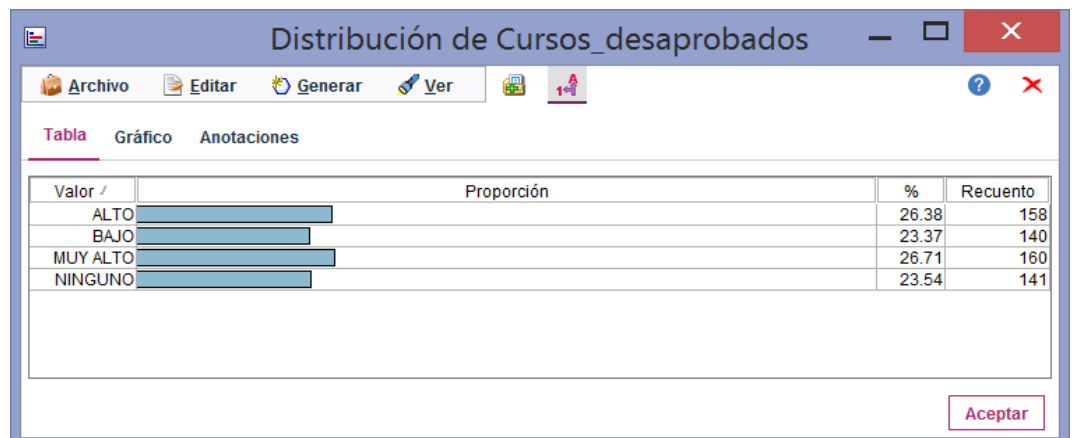 Distribución de Cursos_desaprobados
Archivo Editar Generar Ver
Tabla Gráfico Anotaciones
Valor Proporción % Recuento
ALTO 26.38 158
BAJO 23.37 140
MUY ALTO 26.71 160
NINGUNO 23.54 141
Aceptar